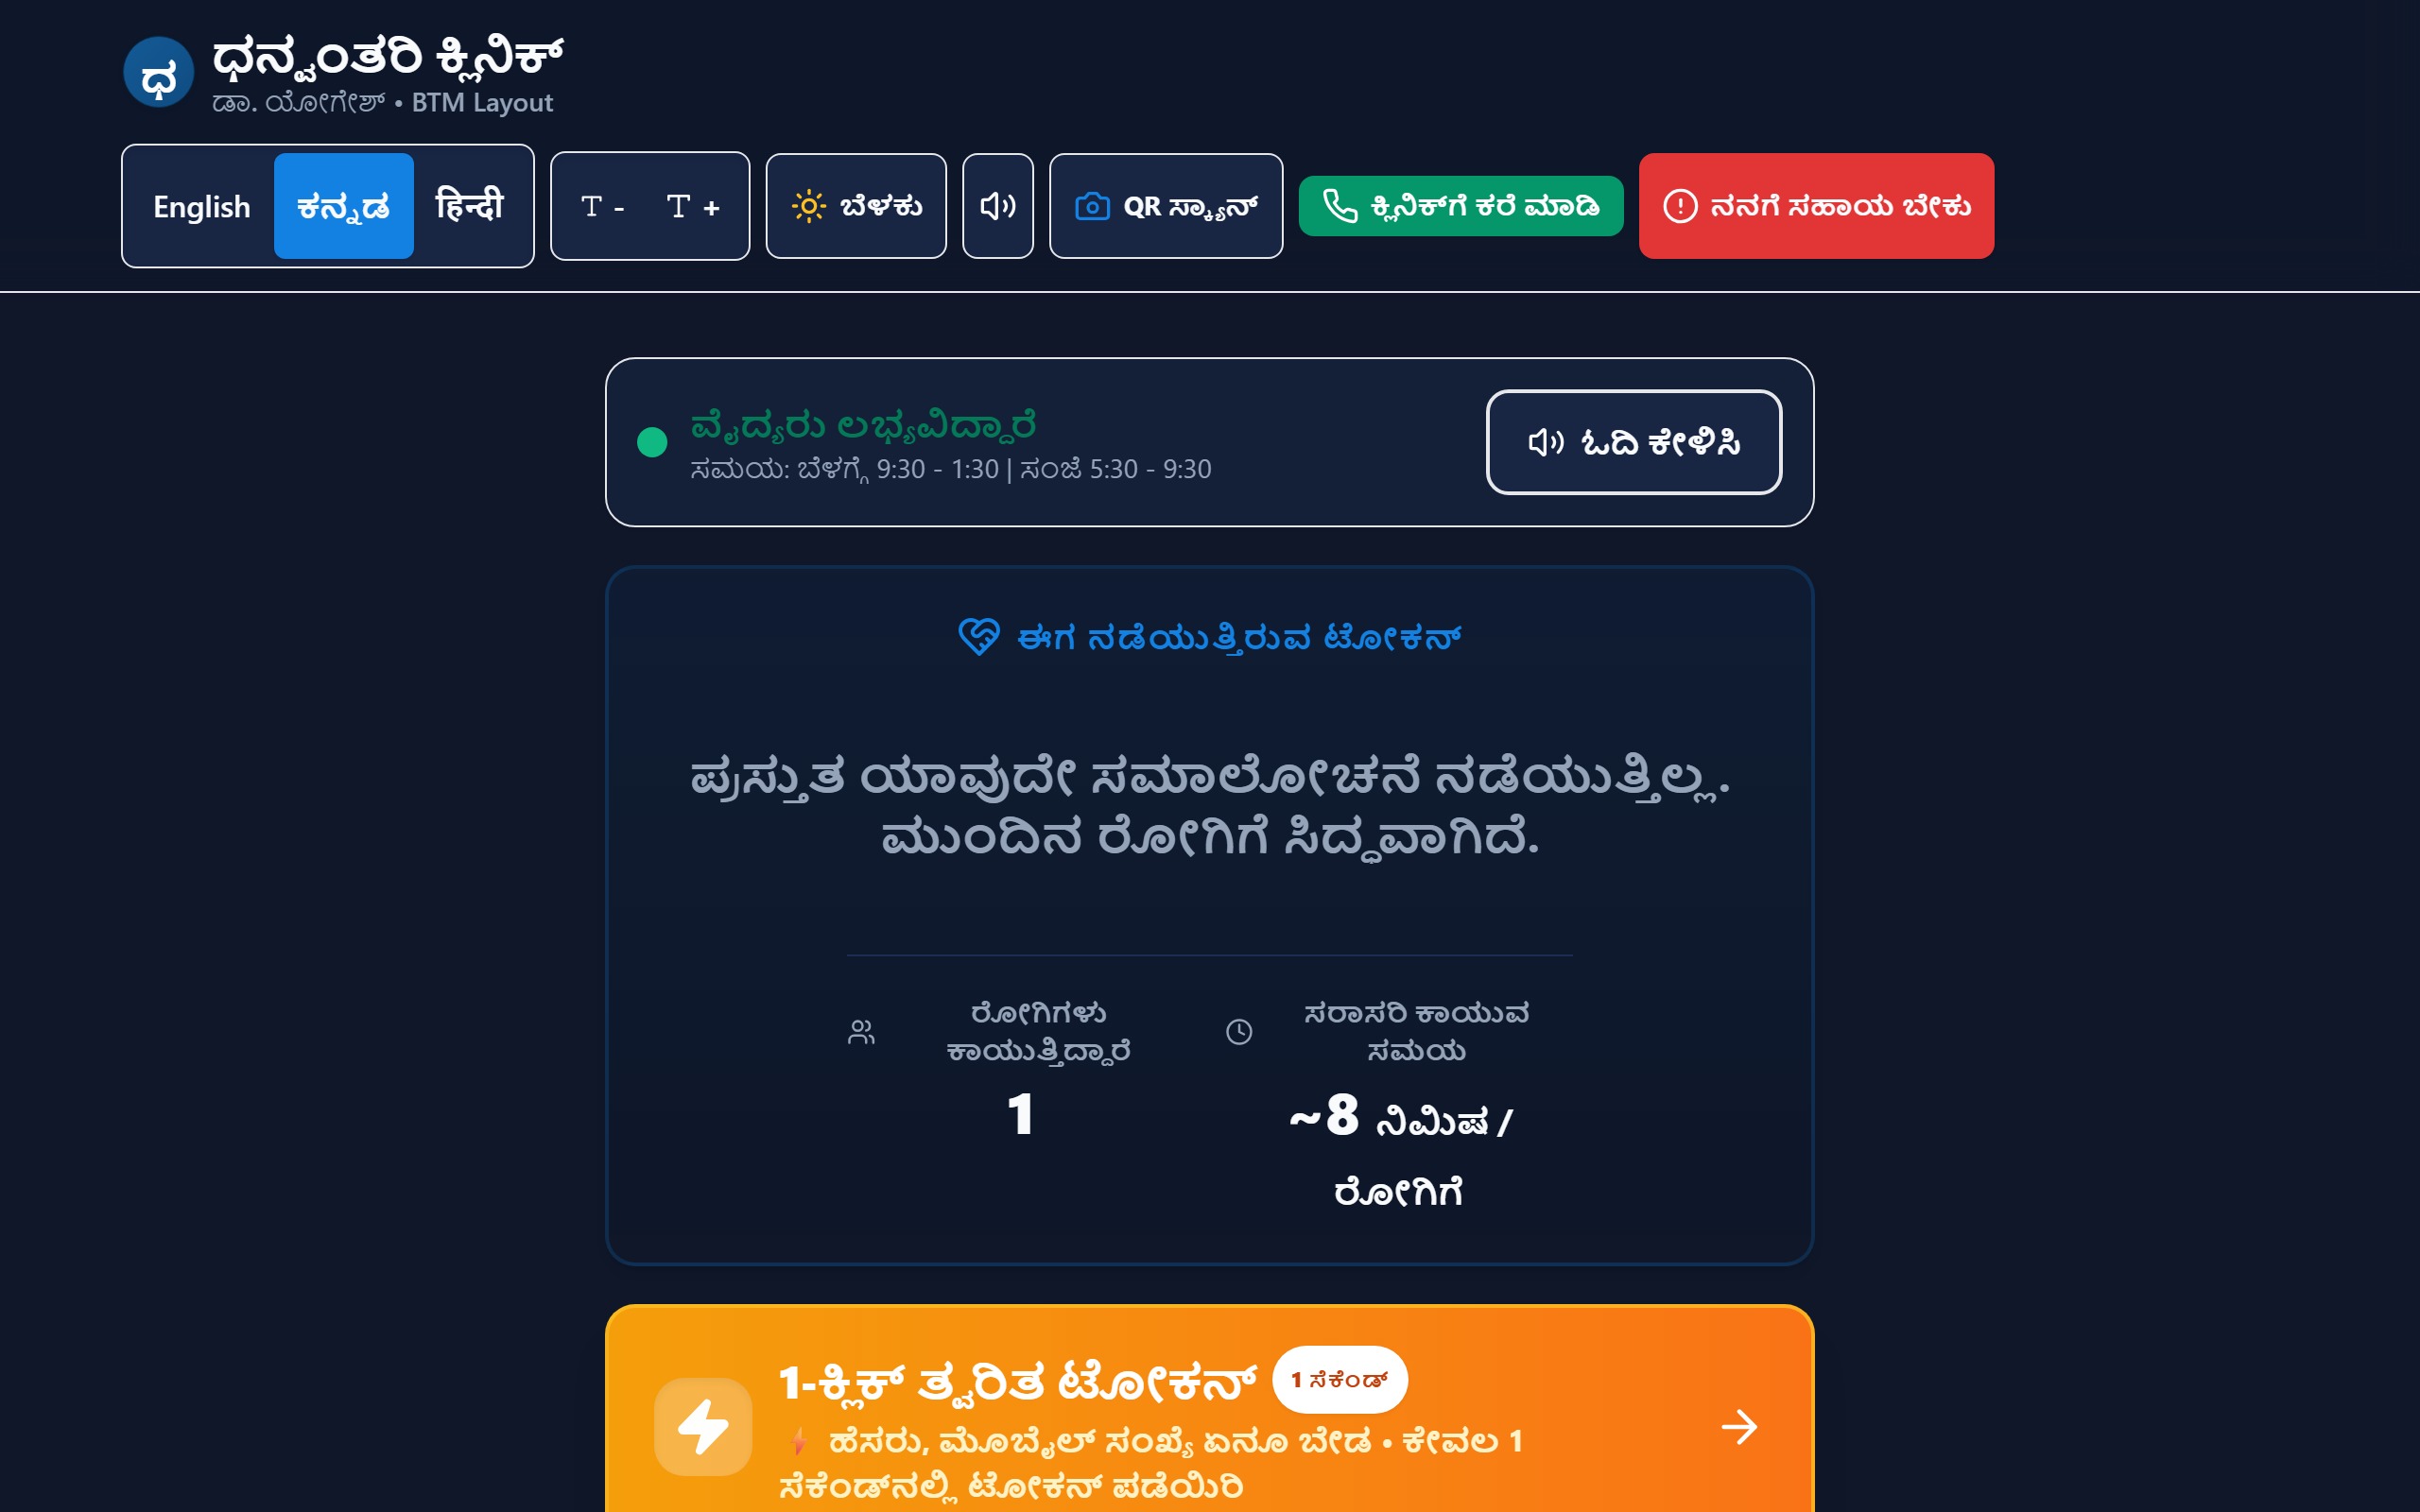 ಧ
ಧನ್ವಂತರಿ ಕ್ಲಿನಿಕ್
ಡಾ. ಯೋಗೇಶ್ • BTM Layout
English ಕನ್ನಡ हिन्दी T - T + ಬೆಳಕು QR ಸ್ಕ್ಯಾನ್ ಕ್ಲಿನಿಕ್‌ಗೆ ಕರೆ ಮಾಡಿ ನನಗೆ ಸಹಾಯ ಬೇಕು
ವೈದ್ಯರು ಲಭ್ಯವಿದ್ದಾರೆ
ಸಮಯ: ಬೆಳಗ್ಗೆ 9:30 - 1:30 | ಸಂಜೆ 5:30 - 9:30
ಓದಿ ಕೇಳಿಸಿ
ಈಗ ನಡೆಯುತ್ತಿರುವ ಟೋಕನ್
ಪ್ರಸ್ತುತ ಯಾವುದೇ ಸಮಾಲೋಚನೆ ನಡೆಯುತ್ತಿಲ್ಲ.
ಮುಂದಿನ ರೋಗಿಗೆ ಸಿದ್ಧವಾಗಿದೆ.
ರೋಗಿಗಳು
ಕಾಯುತ್ತಿದ್ದಾರೆ
1
ಸರಾಸರಿ ಕಾಯುವ
ಸಮಯ
~8 ನಿಮಿಷ /
ರೋಗಿಗೆ
1-ಕ್ಲಿಕ್ ತ್ವರಿತ ಟೋಕನ್ 1 ಸೆಕೆಂಡ್
⚡ ಹೆಸರು, ಮೊಬೈಲ್ ಸಂಖ್ಯೆ ಏನೂ ಬೇಡ • ಕೇವಲ 1
ಸೆಕೆಂಡ್‌ನಲ್ಲಿ ಟೋಕನ್ ಪಡೆಯಿರಿ